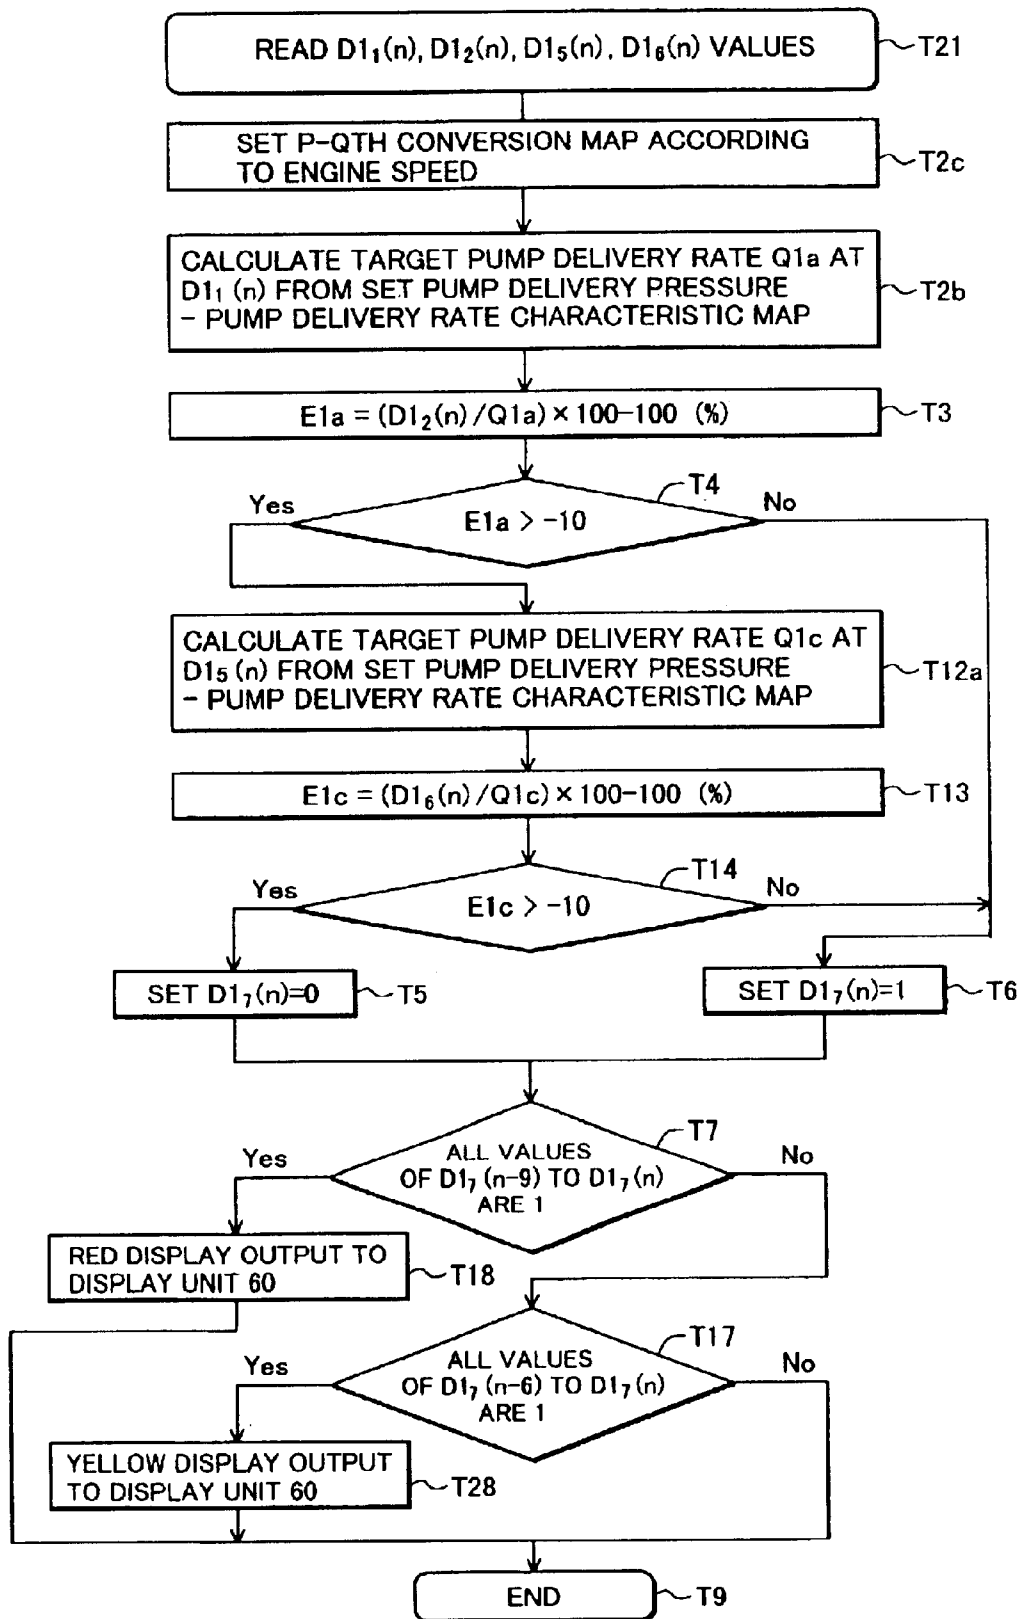 READ D1₁(n), D1₂(n), D1₅(n), D1₆(n) VALUES
T21
SET P-QTH CONVERSION MAP ACCORDING
TO ENGINE SPEED
T2c
CALCULATE TARGET PUMP DELIVERY RATE Q1a AT
D1₁(n) FROM SET PUMP DELIVERY PRESSURE
- PUMP DELIVERY RATE CHARACTERISTIC MAP
T2b
E1a = (D1₂(n)/Q1a) × 100-100 (%)
T3
T4
Yes
No
E1a > -10
CALCULATE TARGET PUMP DELIVERY RATE Q1c AT
D1₅(n) FROM SET PUMP DELIVERY PRESSURE
- PUMP DELIVERY RATE CHARACTERISTIC MAP
T12a
E1c = (D1₆(n)/Q1c) × 100-100 (%)
T13
T14
Yes
No
E1c > -10
SET D1₇(n)=0
T5
SET D1₇(n)=1
T6
T7
Yes
No
ALL VALUES
OF D1₇(n-9) TO D1₇(n)
ARE 1
RED DISPLAY OUTPUT TO
DISPLAY UNIT 60
T18
T17
Yes
No
ALL VALUES
OF D1₇(n-6) TO D1₇(n)
ARE 1
YELLOW DISPLAY OUTPUT
TO DISPLAY UNIT 60
T28
END
T9